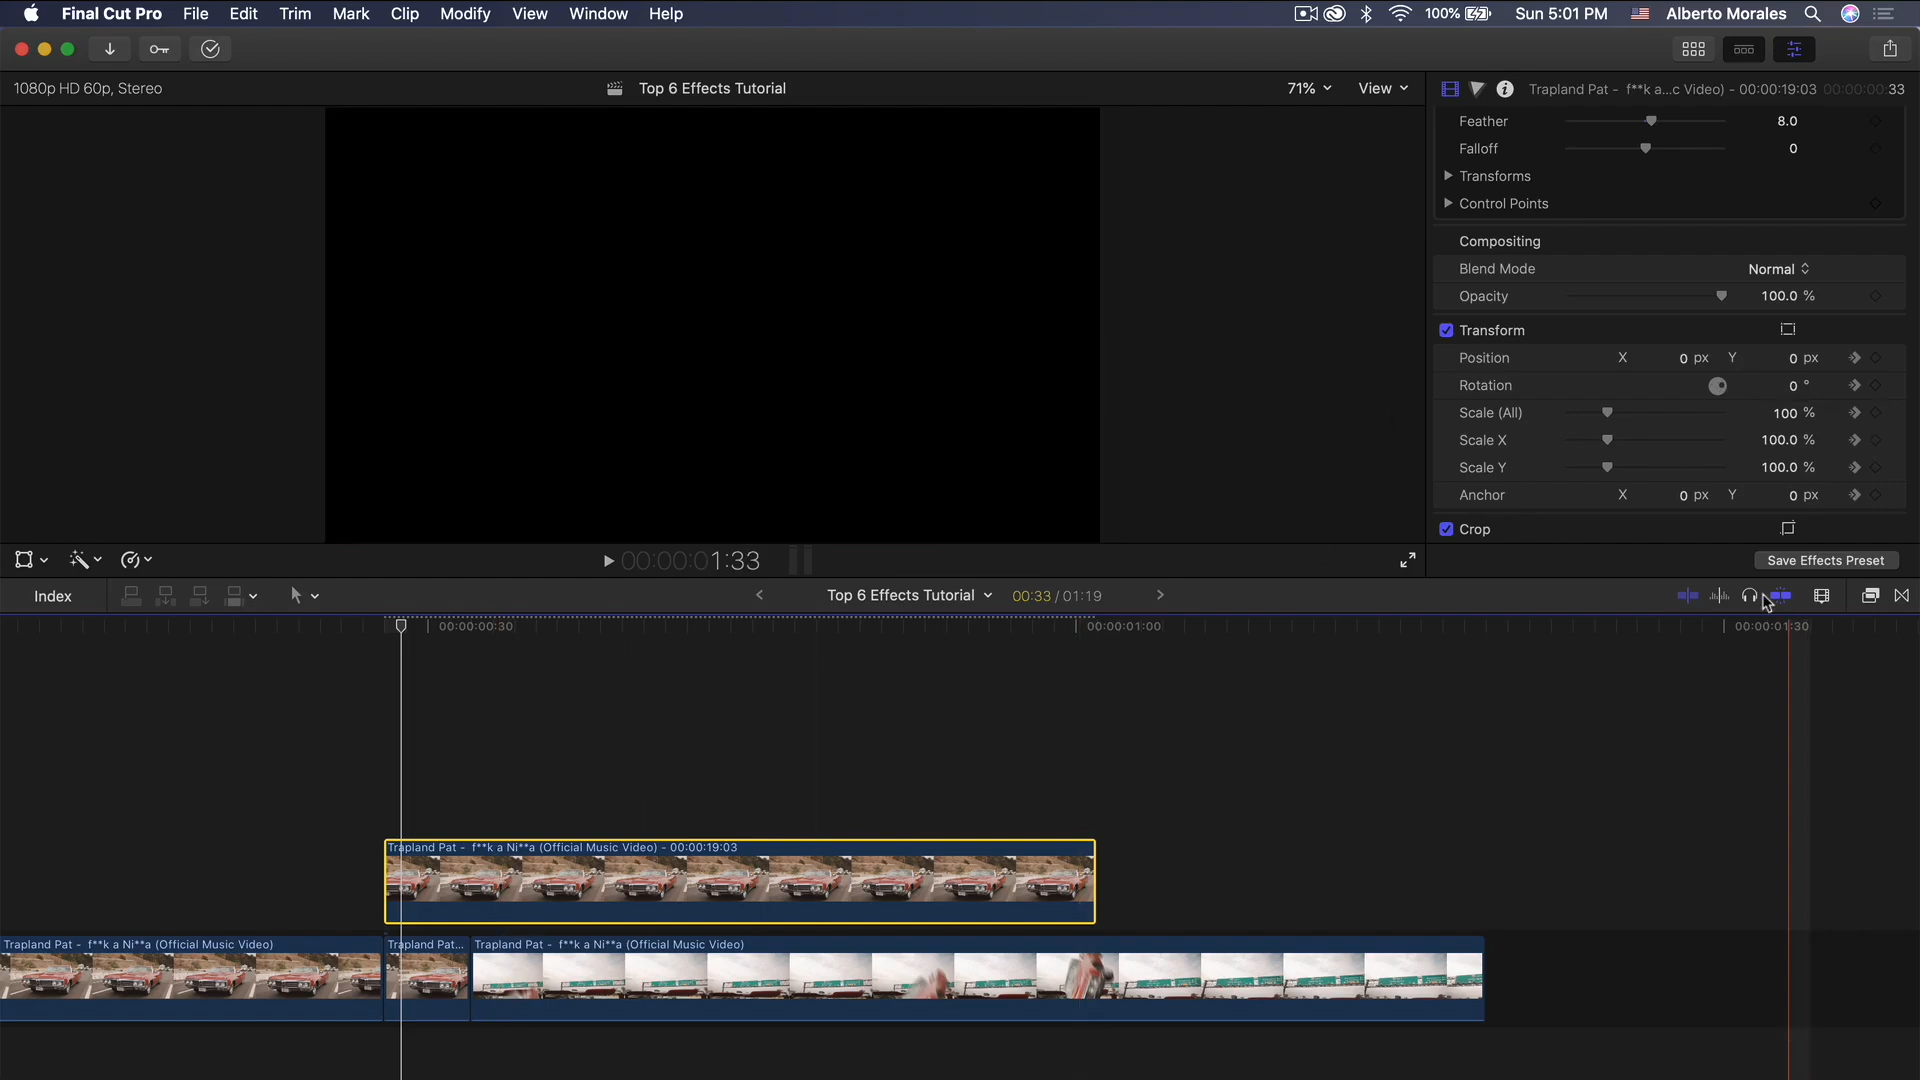 Final Cut Pro File Edit Trim Mark Clip Modify View Window Help 100% Sun 5:01 PM Alberto Morales
1080p HD 60p, Stereo Top 6 Effects Tutorial 71% View Trapland Pat - f**k a...c Video) - 00:00:19:03 00:00:00:33
Feather 8.0
Falloff 0
Transforms
Control Points
Compositing
Blend Mode Normal
Opacity 100.0 %
Transform
Position X 0 px Y 0 px
Rotation 0 °
Scale (All) 100 %
Scale X 100.0 %
Scale Y 100.0 %
Anchor X 0 px Y 0 px
Crop
00:00:01:33 Save Effects Preset
Index Top 6 Effects Tutorial 00:33 / 01:19
00:00:00:30 00:00:01:00 00:00:01:30
Trapland Pat - f**k a Ni**a (Official Music Video) - 00:00:19:03
Trapland Pat - f**k a Ni**a (Official Music Video) Trapland Pat... Trapland Pat - f**k a Ni**a (Official Music Video)